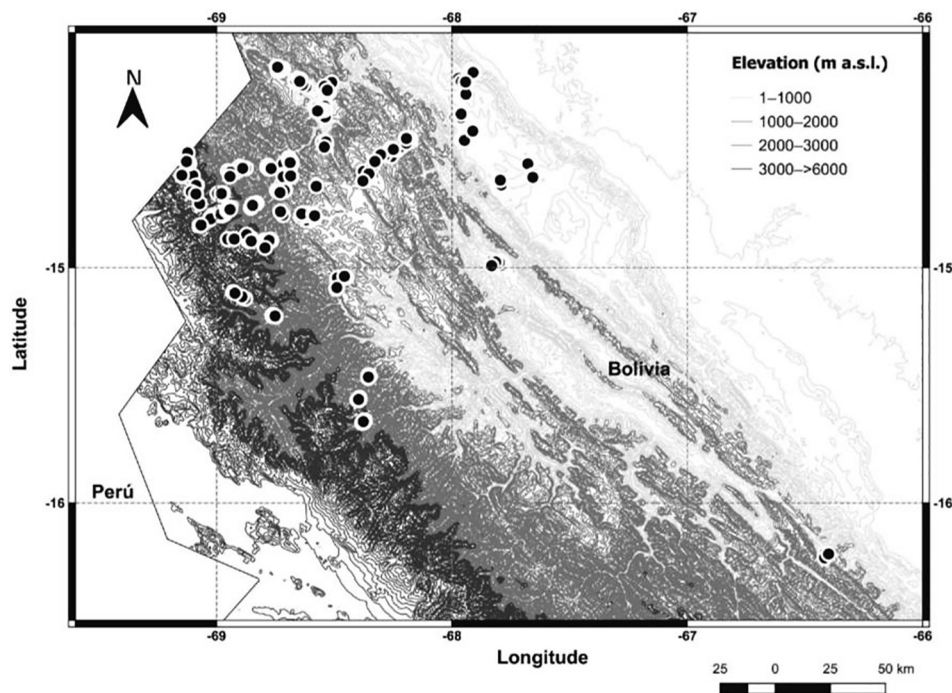 -69 -68 -67 -66
N
Elevation (m a.s.l.)
1–1000
1000–2000
2000–3000
3000–>6000
-15 -15
Latitude
Bolivia
Perú
-16 -16
-69 -68 -67 -66
Longitude
25 0 25 50 km